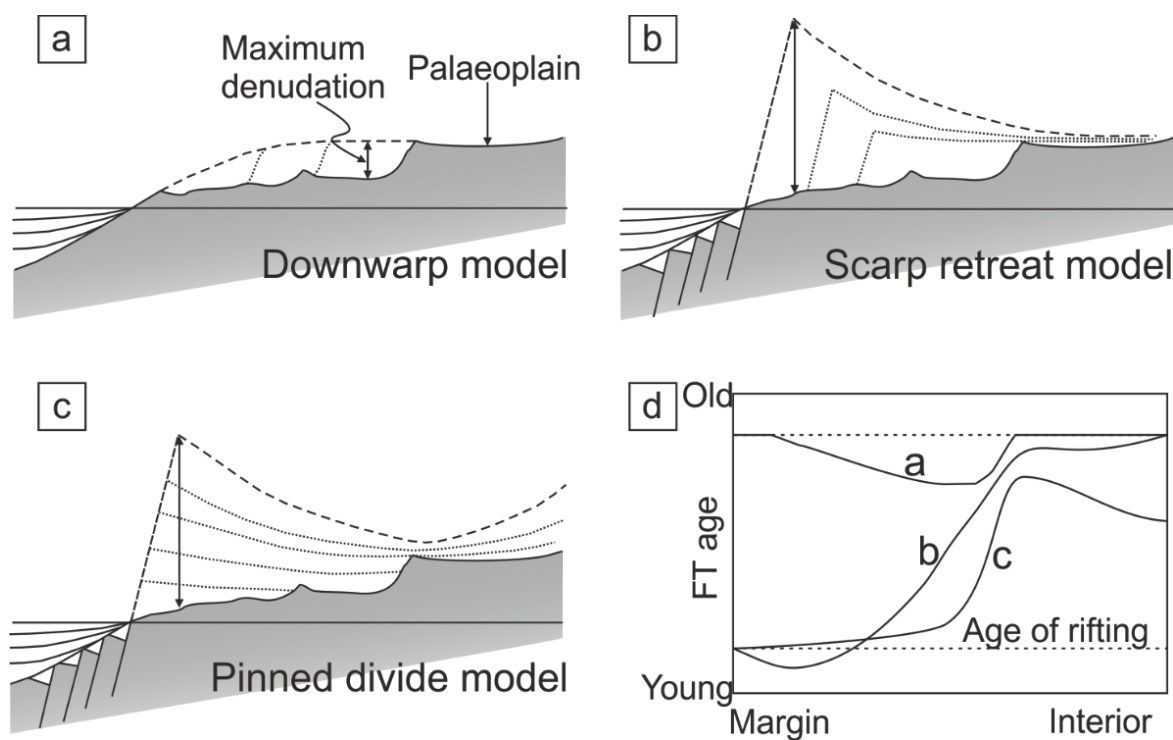 a
Maximum
denudation
Palaeoplain
Downwarp model
b
Scarp retreat model
c
Pinned divide model
d
Old
FT age
a
b
c
Age of rifting
Young
Margin
Interior